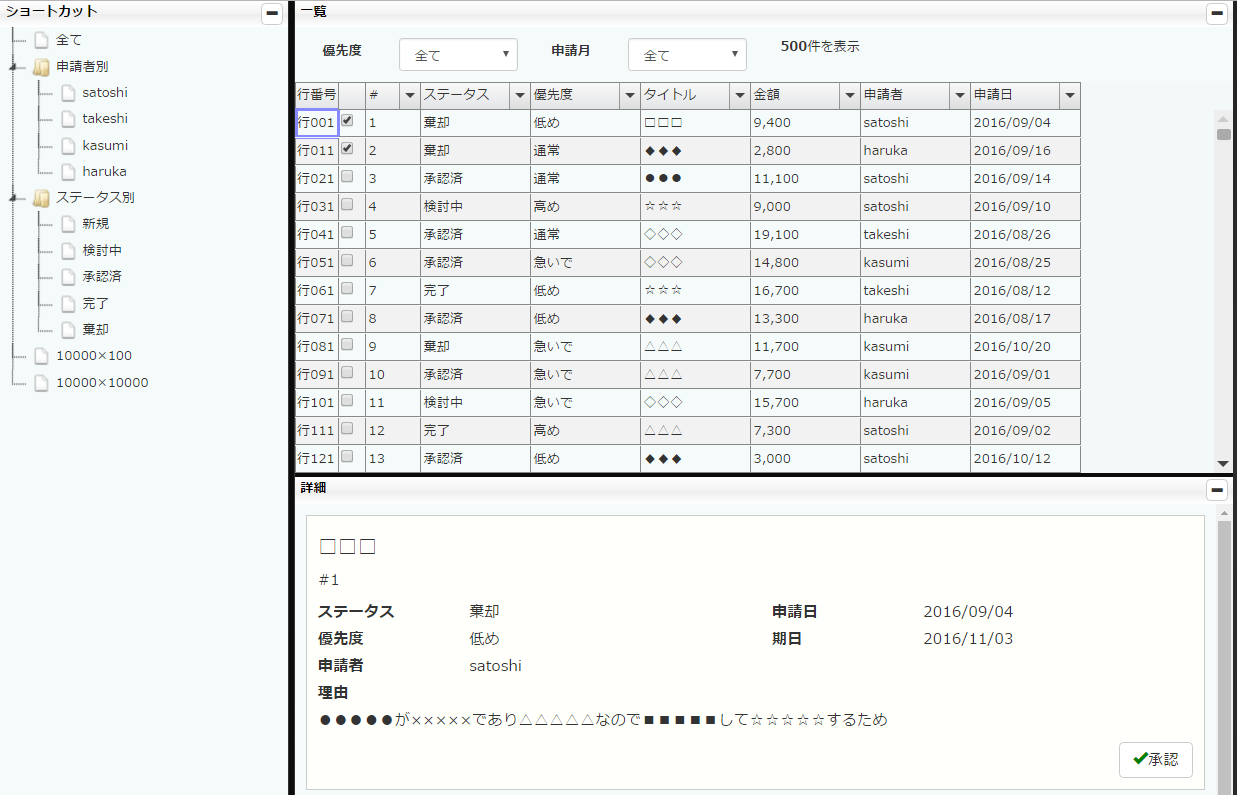 ショートカット
全て
申請者別
satoshi
takeshi
kasumi
haruka
ステータス別
新規
検討中
承認済
完了
棄却
10000×100
10000×10000
一覧
優先度 全て 申請月 全て 500件を表示
行番号 # ステータス 優先度 タイトル 金額 申請者 申請日
行001 1 棄却 低め □□□ 9,400 satoshi 2016/09/04
行011 2 棄却 通常 ◆◆◆ 2,800 haruka 2016/09/16
行021 3 承認済 通常 ●●● 11,100 satoshi 2016/09/14
行031 4 検討中 高め ☆☆☆ 9,000 satoshi 2016/09/10
行041 5 承認済 通常 ◇◇◇ 19,100 takeshi 2016/08/26
行051 6 承認済 急いで ◇◇◇ 14,800 kasumi 2016/08/25
行061 7 完了 低め ☆☆☆ 16,700 takeshi 2016/08/12
行071 8 承認済 低め ◆◆◆ 13,300 haruka 2016/08/17
行081 9 棄却 急いで △△△ 11,700 kasumi 2016/10/20
行091 10 承認済 急いで △△△ 7,700 kasumi 2016/09/01
行101 11 検討中 急いで ◇◇◇ 15,700 haruka 2016/09/05
行111 12 完了 高め △△△ 7,300 satoshi 2016/09/02
行121 13 承認済 低め ◆◆◆ 3,000 satoshi 2016/10/12
詳細
□□□
#1
ステータス 棄却 申請日 2016/09/04
優先度 低め 期日 2016/11/03
申請者 satoshi
理由
●●●●●が×××××であり△△△△△なので■■■■■して☆☆☆☆☆するため
承認